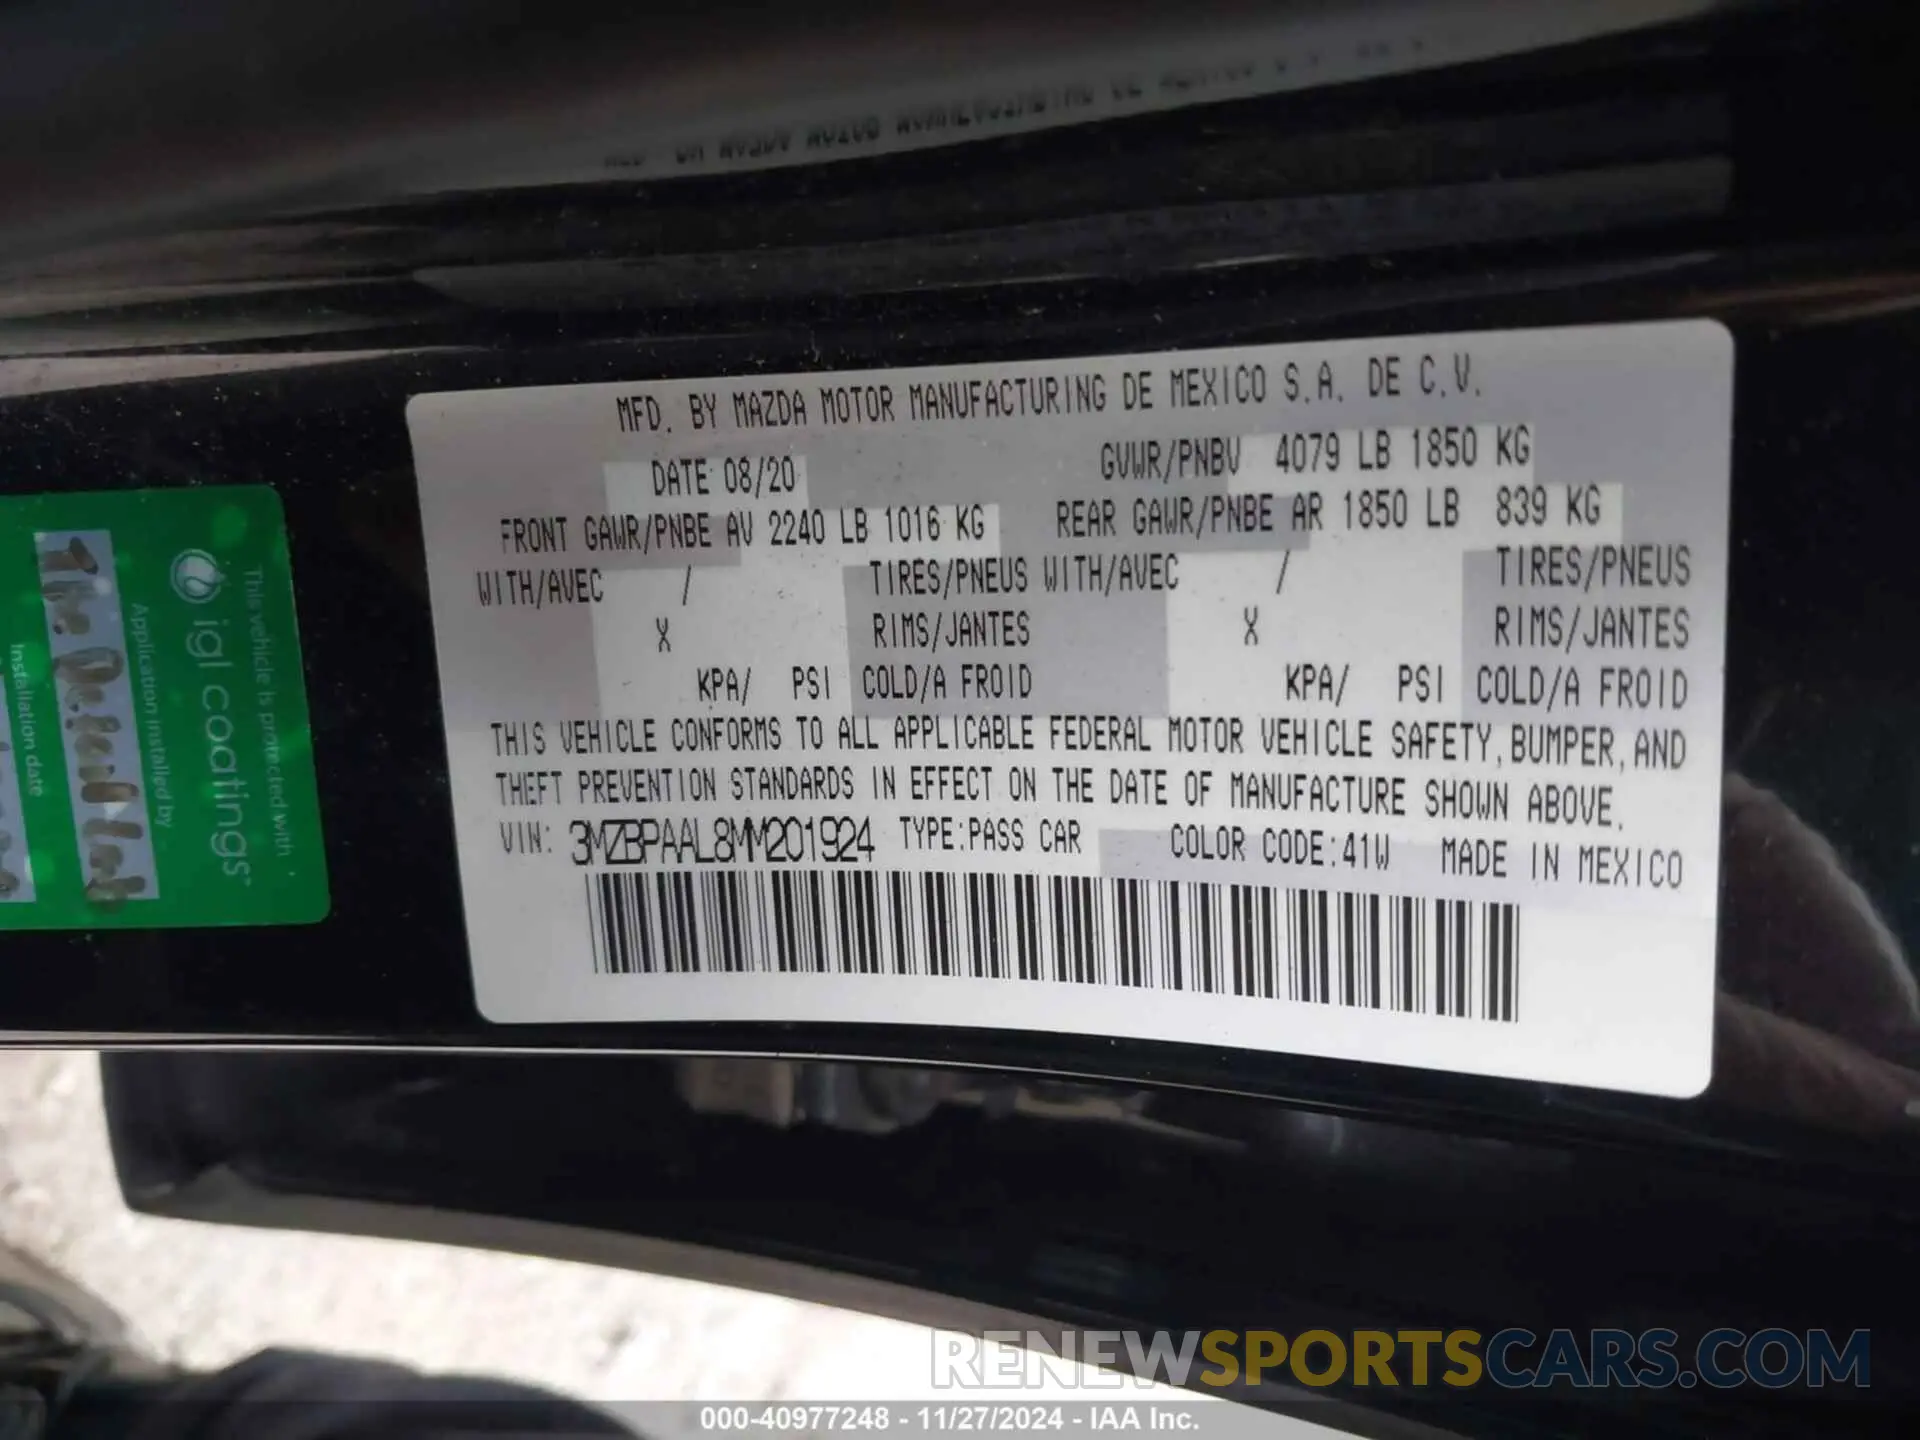 MFD. BY MAZDA MOTOR MANUFACTURING DE MEXICO S.A. DE C.V.
DATE 08/20 GVWR/PNBV 4079 LB 1850 KG
FRONT GAWR/PNBE AV 2240 LB 1016 KG REAR GAWR/PNBE AR 1850 LB 839 KG
WITH/AVEC / TIRES/PNEUS WITH/AVEC / TIRES/PNEUS
X RIMS/JANTES X RIMS/JANTES
KPA/ PSI COLD/A FROID KPA/ PSI COLD/A FROID
THIS VEHICLE CONFORMS TO ALL APPLICABLE FEDERAL MOTOR VEHICLE SAFETY, BUMPER, AND
THEFT PREVENTION STANDARDS IN EFFECT ON THE DATE OF MANUFACTURE SHOWN ABOVE.
VIN: 3MZBPAAL8MM201924 TYPE:PASS CAR COLOR CODE:41W MADE IN MEXICO
This vehicle is protected with
igl coatings
Application installed by
Installation date
RENEWSPORTSCARS.COM
000-40977248 - 11/27/2024 - IAA Inc.